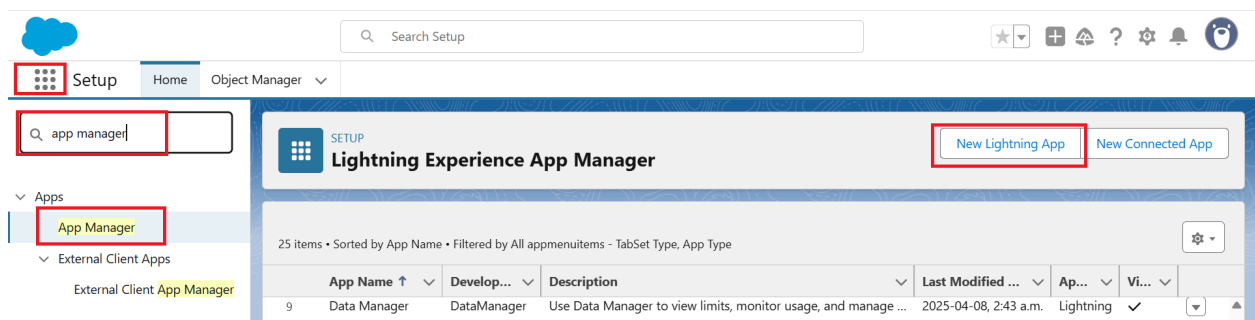 Search Setup
Setup Home Object Manager
app manager
SETUP
Lightning Experience App Manager
New Lightning App New Connected App
Apps
App Manager
External Client Apps
External Client App Manager
25 items • Sorted by App Name • Filtered by All appmenuitems - TabSet Type, App Type
App Name ↑ Develop... Description Last Modified ... Ap... Vi...
9 Data Manager DataManager Use Data Manager to view limits, monitor usage, and manage ... 2025-04-08, 2:43 a.m. Lightning ✓